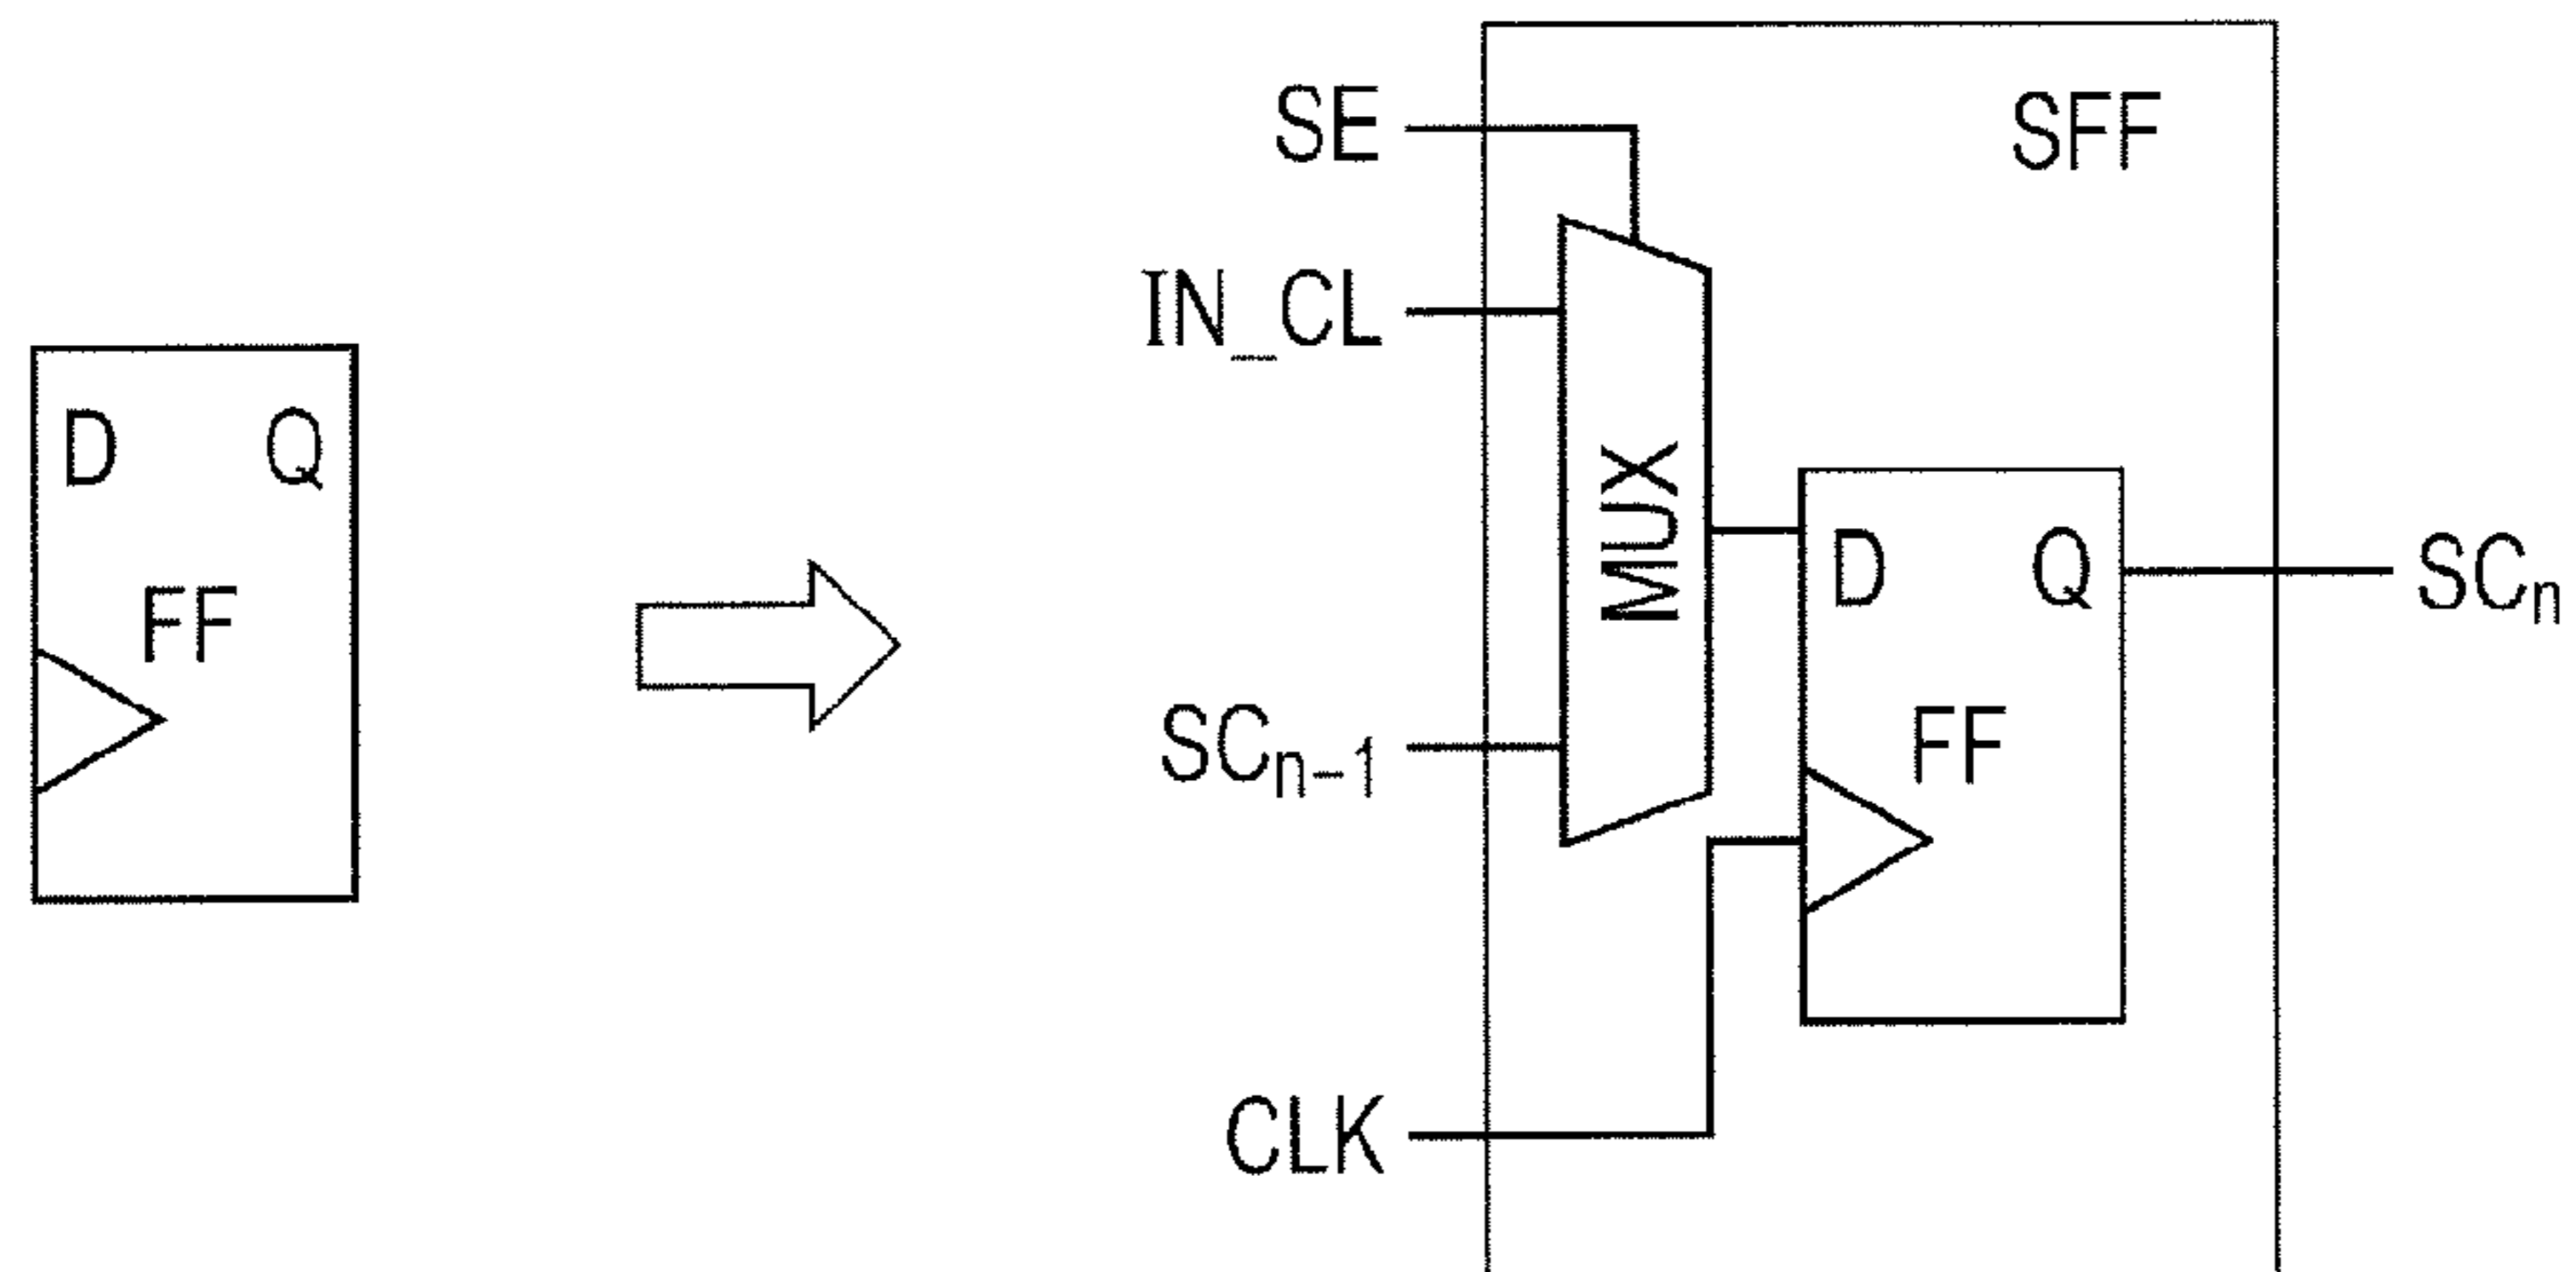 D Q
FF
SE
SFF
IN_CL
MUX
D Q
SCn
FF
SCn−1
CLK